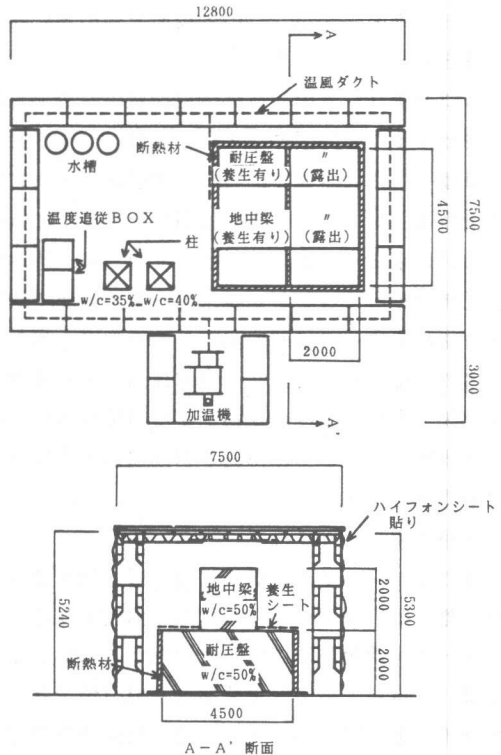 12800
A
温風ダクト
断熱材
耐圧盤
(養生有り)
〃
(露出)
水槽
温度追従BOX
柱
地中梁
(養生有り)
〃
(露出)
4500
7500
w/c=35%
w/c=40%
2000
加温機
3000
A'
7500
ハイフォンシート
貼り
地中梁
w/c=50%
養生
シート
5240
5300
2000
2000
断熱材
耐圧盤
w/c=50%
4500
A-A' 断面